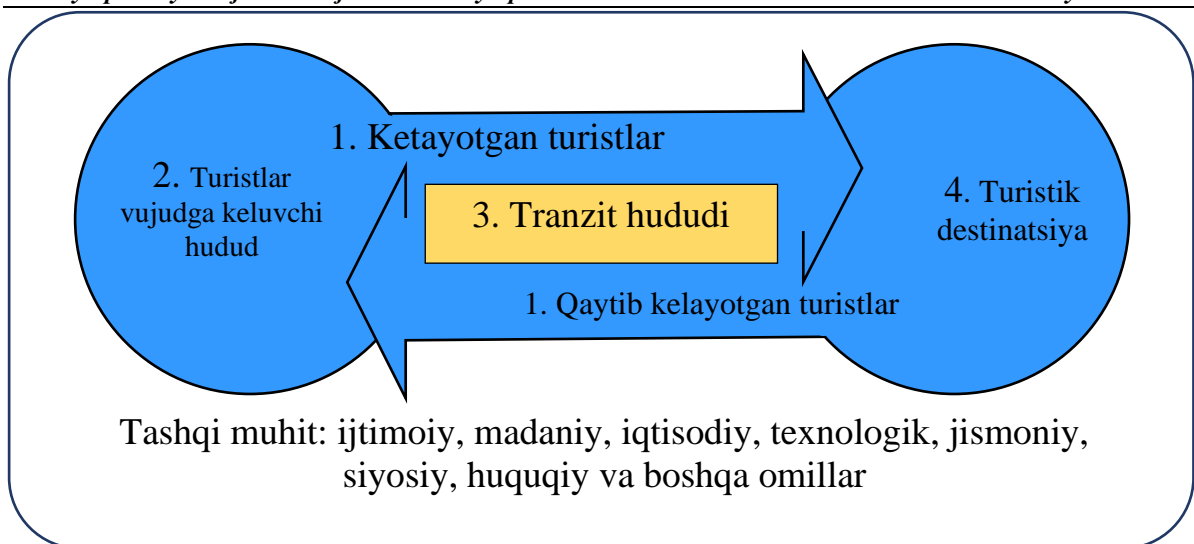 1. Ketayotgan turistlar
2. Turistlar
vujudga keluvchi
hudud
3. Tranzit hududi
4. Turistik
destinatsiya
1. Qaytib kelayotgan turistlar
Tashqi muhit: ijtimoiy, madaniy, iqtisodiy, texnologik, jismoniy,
siyosiy, huquqiy va boshqa omillar